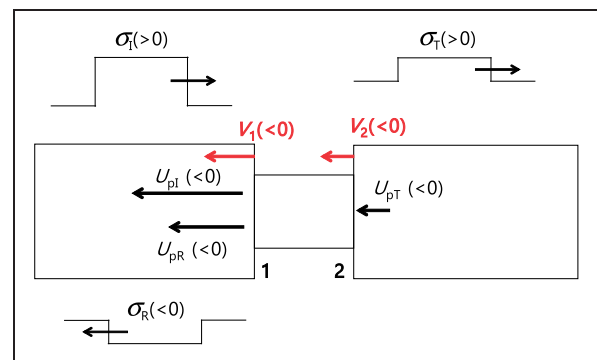 σI(>0)
σT(>0)
V1(<0)
V2(<0)
UpI (<0)
UpT (<0)
UpR (<0)
1
2
σR(<0)